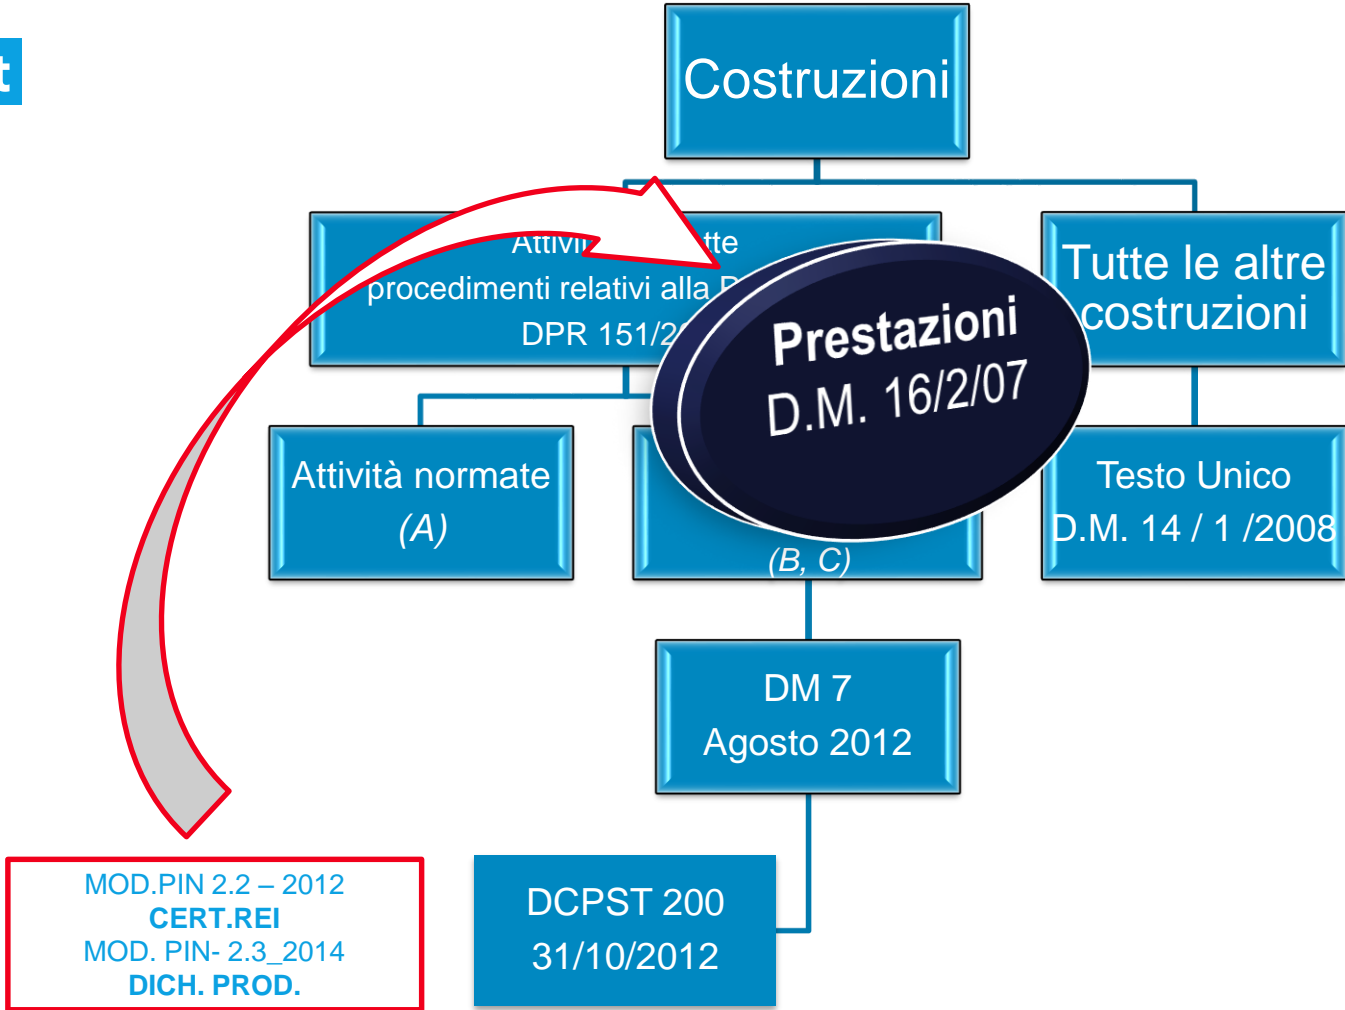 t
Costruzioni
procedimenti relativi alla
DPR
Tutte le altre
costruzioni
Prestazioni
D.M. 16/2/07
Attività normate
(A)
(B, C)
Testo Unico
D.M. 14 / 1 /2008
DM 7
Agosto 2012
MOD.PIN 2.2 – 2012
CERT.REI
MOD. PIN- 2.3_2014
DICH. PROD.
DCPST 200
31/10/2012